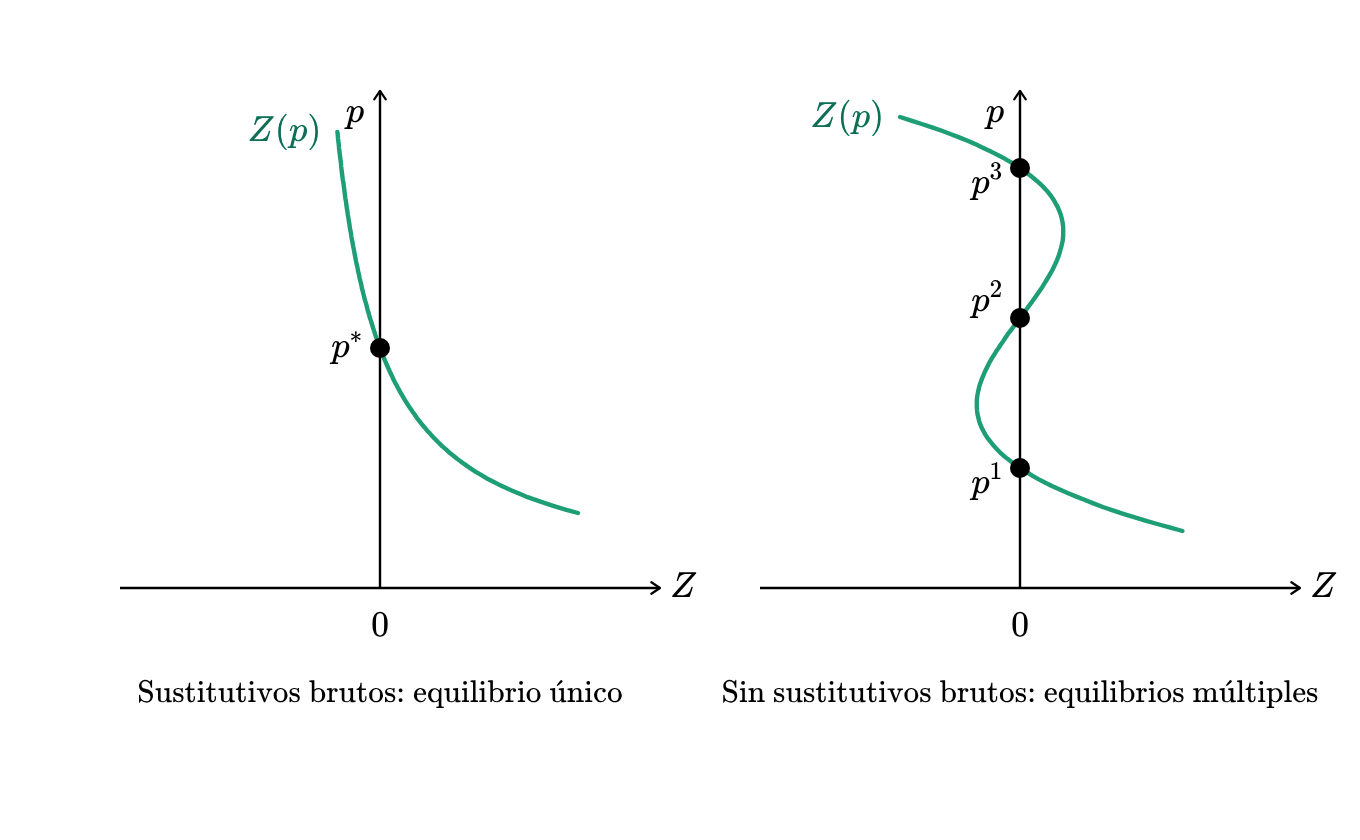 Z(p)
p
p*
Z
0
Sustitutivos brutos: equilibrio único
Z(p)
p
p³
p²
p¹
Z
0
Sin sustitutivos brutos: equilibrios múltiples